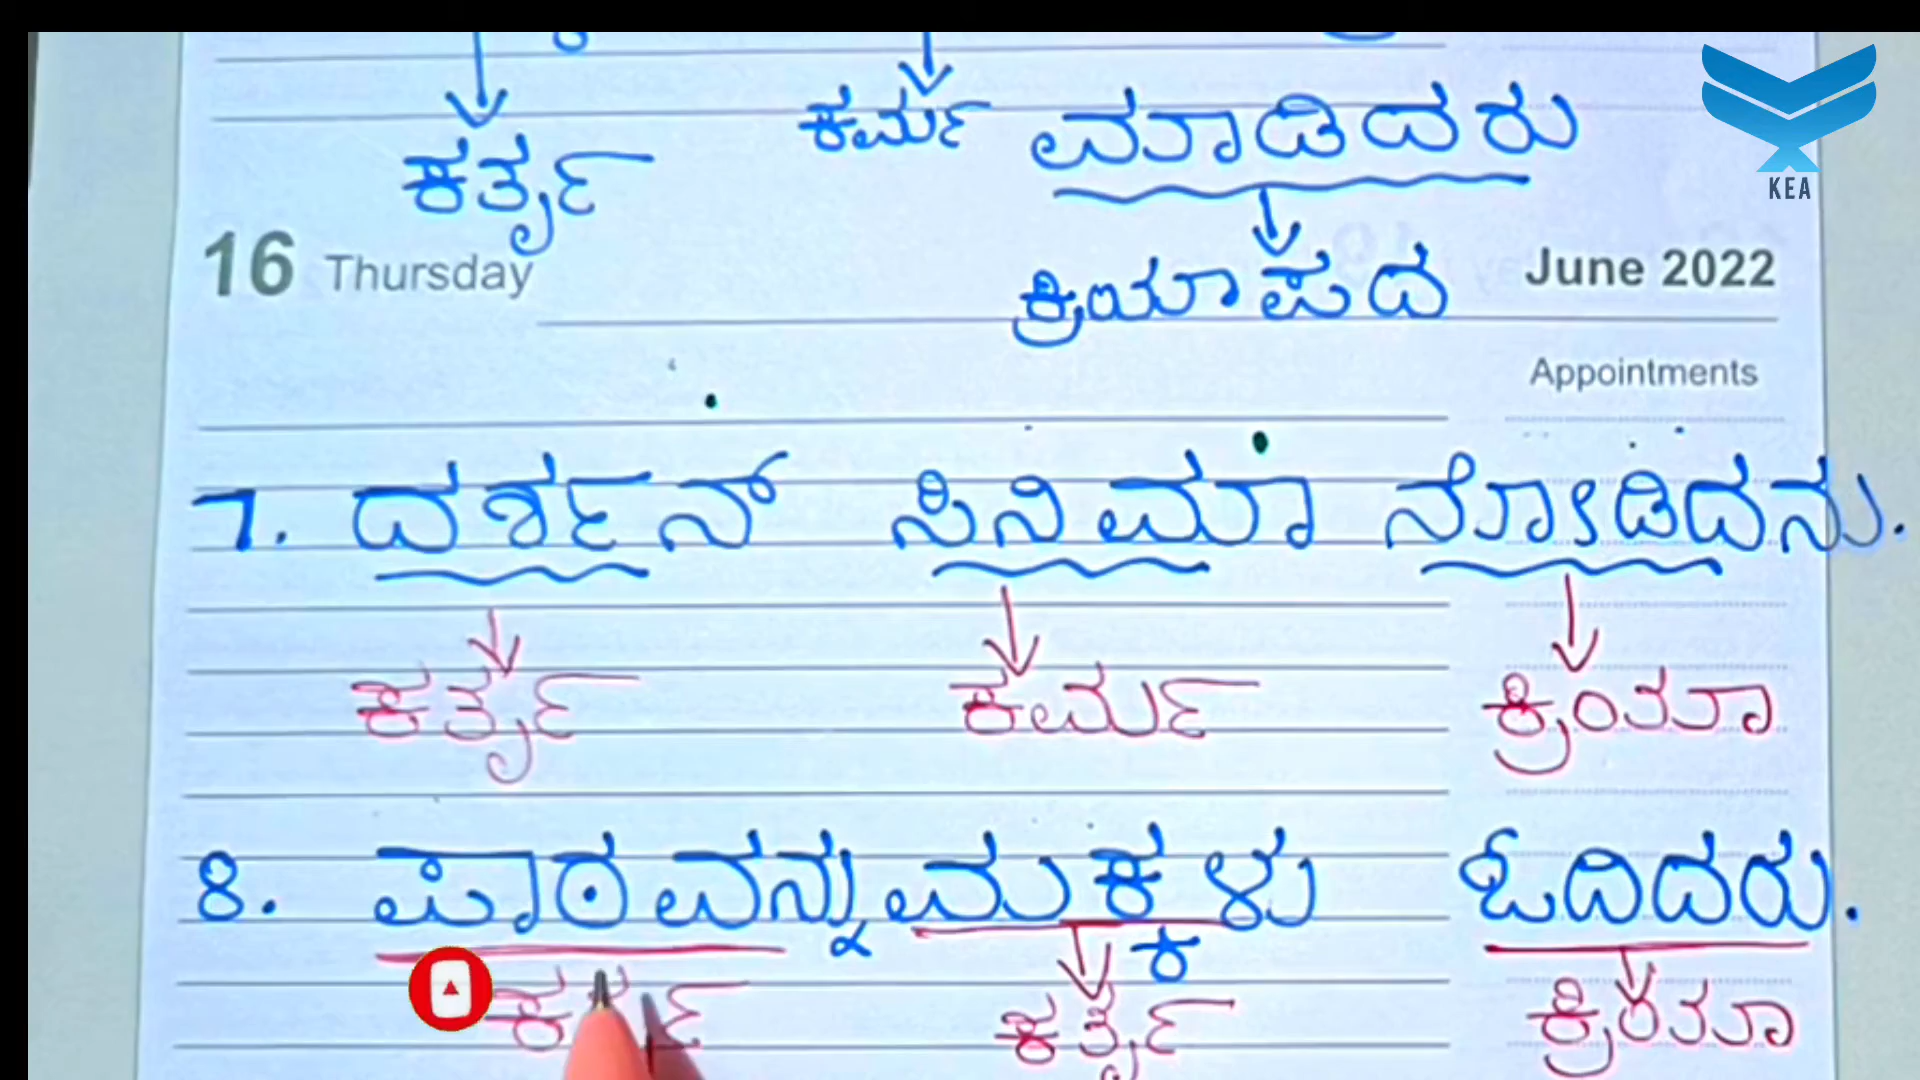 ಕರ್ಮ ಮಾಡಿದರು
KEA
ಕರ್ತೃ
16 Thursday
ಕ್ರಿಯಾಪದ
June 2022
Appointments
7. ದರ್ಶನ್ ಸಿನಿಮಾ ನೋಡಿದನು.
ಕರ್ತೃ ಕರ್ಮ ಕ್ರಿಯಾ
8. ಪಾಠವನ್ನು ಮಕ್ಕಳು ಓದಿದರು.
ಕರ್ತೃ ಕ್ರಿಯಾ